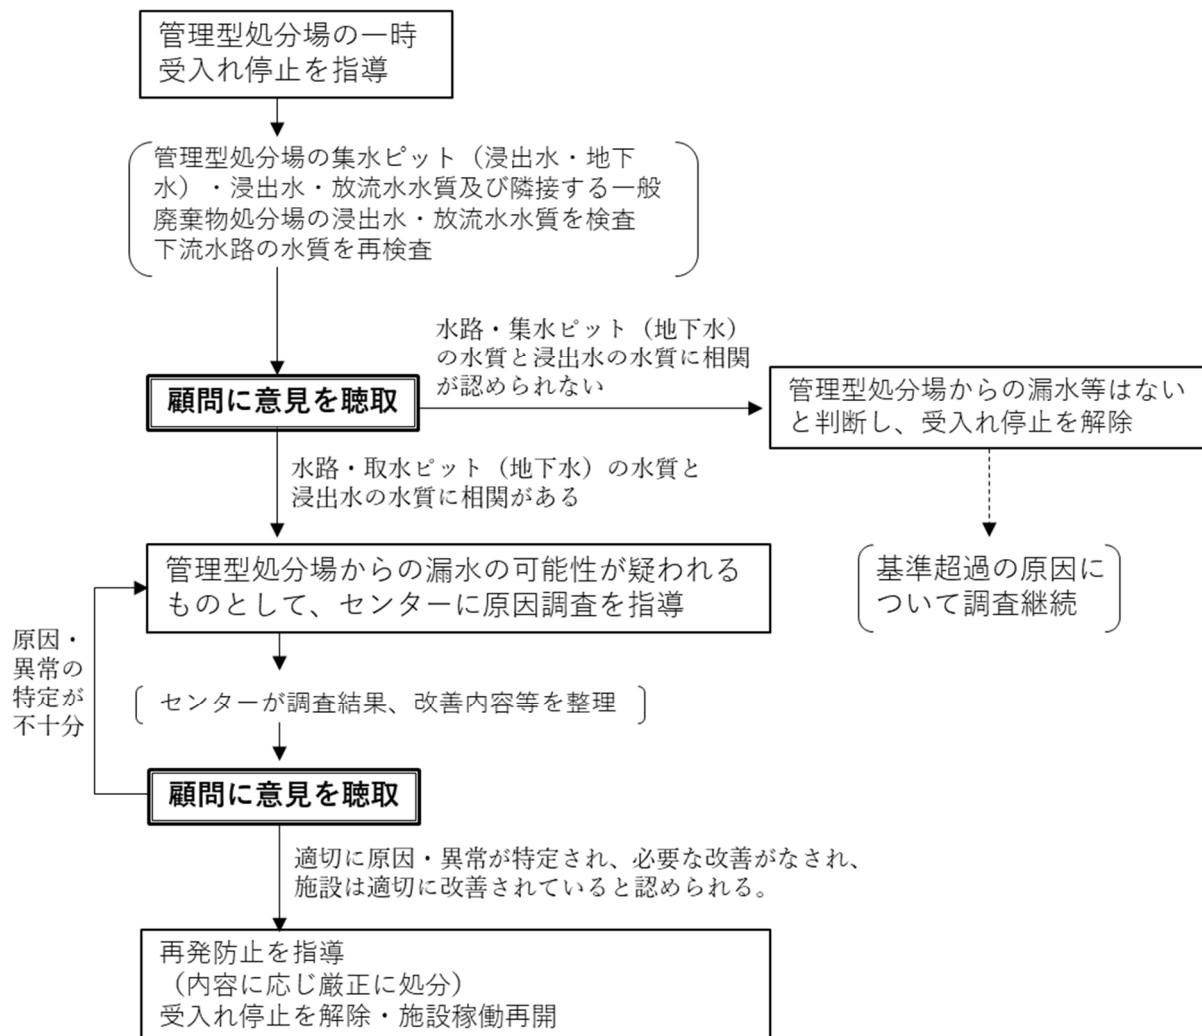 管理型処分場の一時
受入れ停止を指導
管理型処分場の集水ピット（浸出水・地下
水）・浸出水・放流水水質及び隣接する一般
廃棄物処分場の浸出水・放流水水質を検査
下流水路の水質を再検査
水路・集水ピット（地下水）
の水質と浸出水の水質に相関
が認められない
顧問に意見を聴取
管理型処分場からの漏水等はない
と判断し、受入れ停止を解除
水路・取水ピット（地下水）の水質と
浸出水の水質に相関がある
基準超過の原因に
ついて調査継続
管理型処分場からの漏水の可能性が疑われる
ものとして、センターに原因調査を指導
原因・
異常の
特定が
不十分
センターが調査結果、改善内容等を整理
顧問に意見を聴取
適切に原因・異常が特定され、必要な改善がなされ、
施設は適切に改善されていると認められる。
再発防止を指導
（内容に応じ厳正に処分）
受入れ停止を解除・施設稼働再開